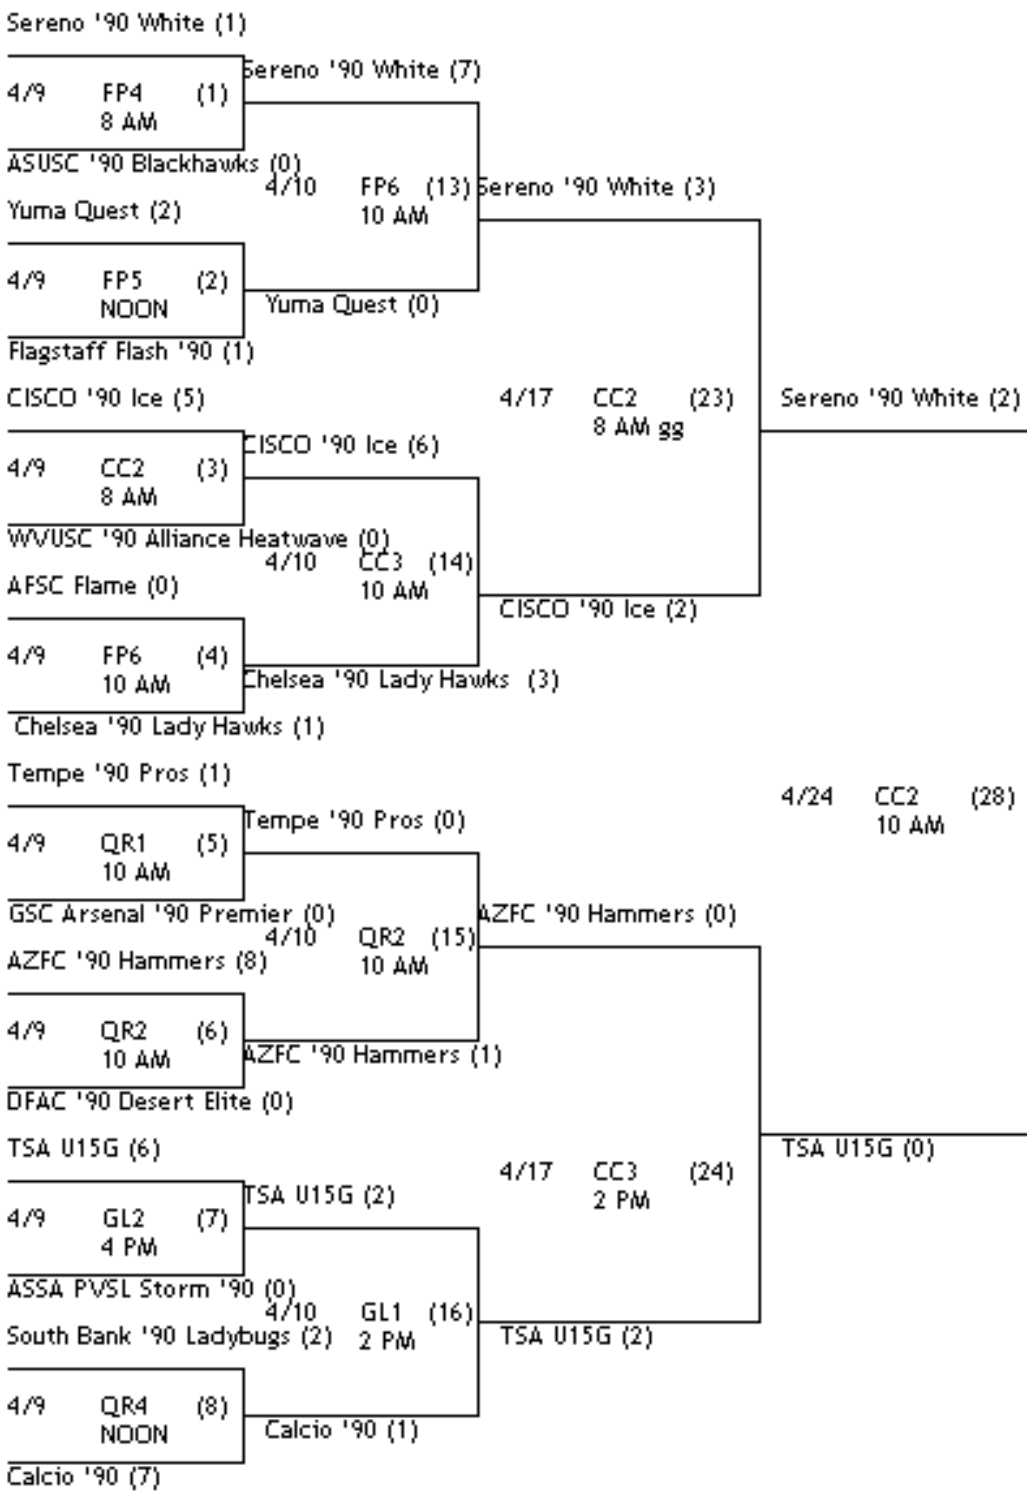 Sereno '90 White (1)
Sereno '90 White (7)
4/9 FP4 (1)
8 AM
ASUSC '90 Blackhawks (0)
4/10 FP6 (13)
10 AM
Sereno '90 White (3)
Yuma Quest (2)
4/9 FP5 (2)
NOON
Yuma Quest (0)
Flagstaff Flash '90 (1)
CISCO '90 Ice (5)
4/17 CC2 (23)
8 AM gg
Sereno '90 White (2)
CISCO '90 Ice (6)
4/9 CC2 (3)
8 AM
WVUSC '90 Alliance Heatwave (0)
4/10 CC3 (14)
10 AM
AFSC Flame (0)
CISCO '90 Ice (2)
4/9 FP6 (4)
10 AM
Chelsea '90 Lady Hawks (3)
Chelsea '90 Lady Hawks (1)
Tempe '90 Pros (1)
4/24 CC2 (28)
10 AM
Tempe '90 Pros (0)
4/9 QR1 (5)
10 AM
GSC Arsenal '90 Premier (0)
4/10 QR2 (15)
10 AM
AZFC '90 Hammers (0)
AZFC '90 Hammers (8)
4/9 QR2 (6)
10 AM
AZFC '90 Hammers (1)
DFAC '90 Desert Elite (0)
TSA U15G (6)
4/17 CC3 (24)
2 PM
TSA U15G (0)
TSA U15G (2)
4/9 GL2 (7)
4 PM
ASSA PVSL Storm '90 (0)
4/10 GL1 (16)
2 PM
South Bank '90 Ladybugs (2)
TSA U15G (2)
4/9 QR4 (8)
NOON
Calcio '90 (1)
Calcio '90 (7)